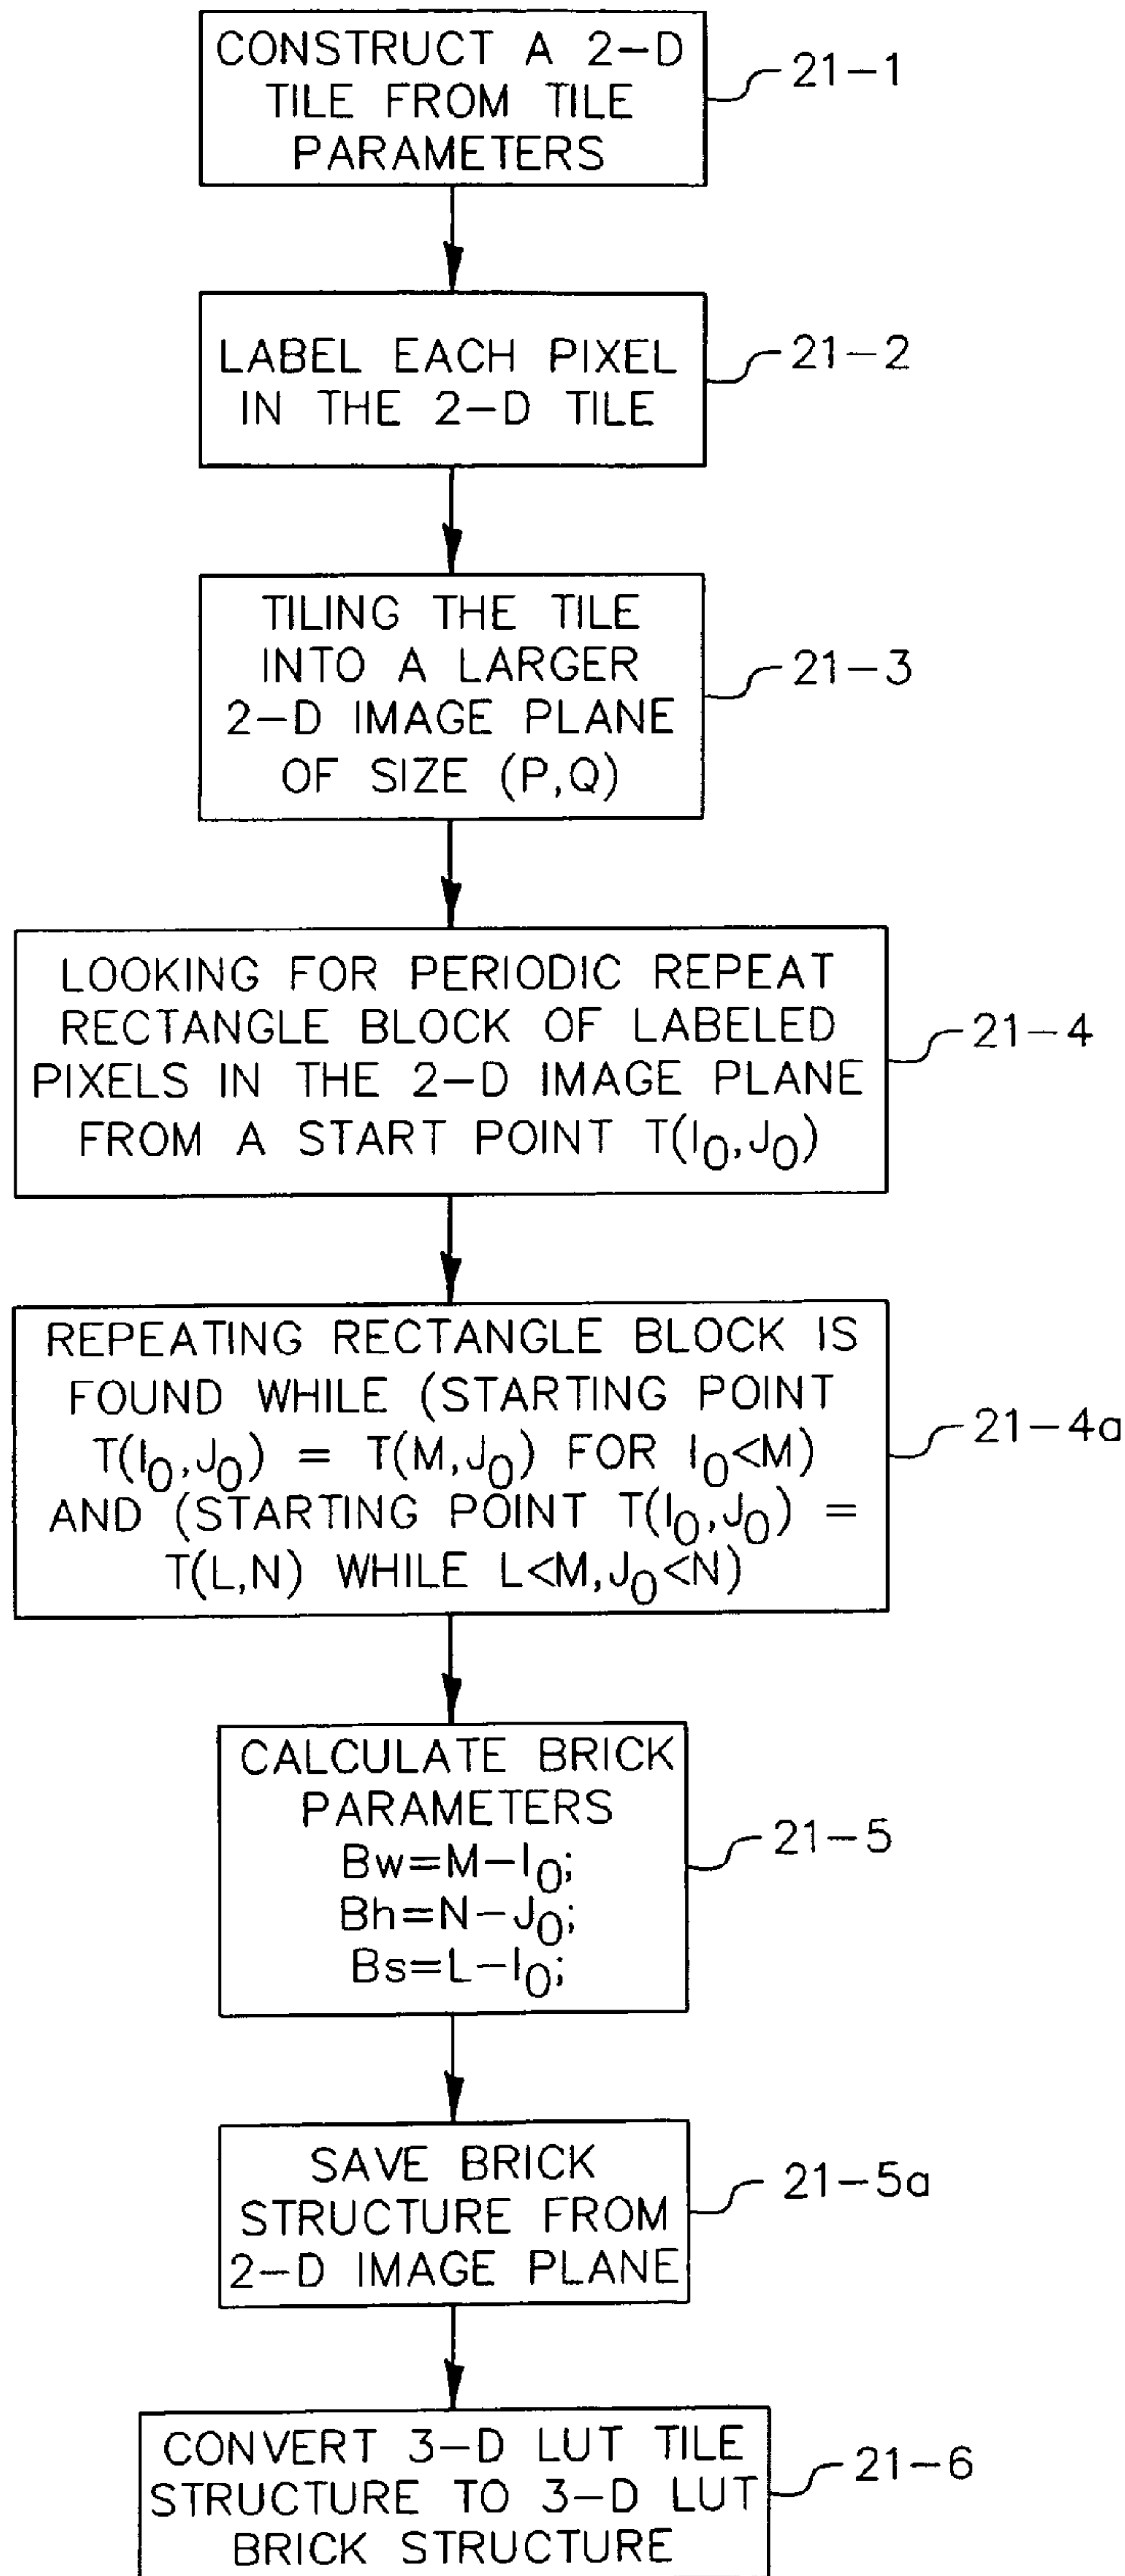 CONSTRUCT A 2-D
TILE FROM TILE
PARAMETERS
21-1
LABEL EACH PIXEL
IN THE 2-D TILE
21-2
TILING THE TILE
INTO A LARGER
2-D IMAGE PLANE
OF SIZE (P,Q)
21-3
LOOKING FOR PERIODIC REPEAT
RECTANGLE BLOCK OF LABELED
PIXELS IN THE 2-D IMAGE PLANE
FROM A START POINT T(I₀,J₀)
21-4
REPEATING RECTANGLE BLOCK IS
FOUND WHILE (STARTING POINT
T(I₀,J₀) = T(M,J₀) FOR I₀<M)
AND (STARTING POINT T(I₀,J₀) =
T(L,N) WHILE L<M,J₀<N)
21-4a
CALCULATE BRICK
PARAMETERS
Bw=M-I₀;
Bh=N-J₀;
Bs=L-I₀;
21-5
SAVE BRICK
STRUCTURE FROM
2-D IMAGE PLANE
21-5a
CONVERT 3-D LUT TILE
STRUCTURE TO 3-D LUT
BRICK STRUCTURE
21-6